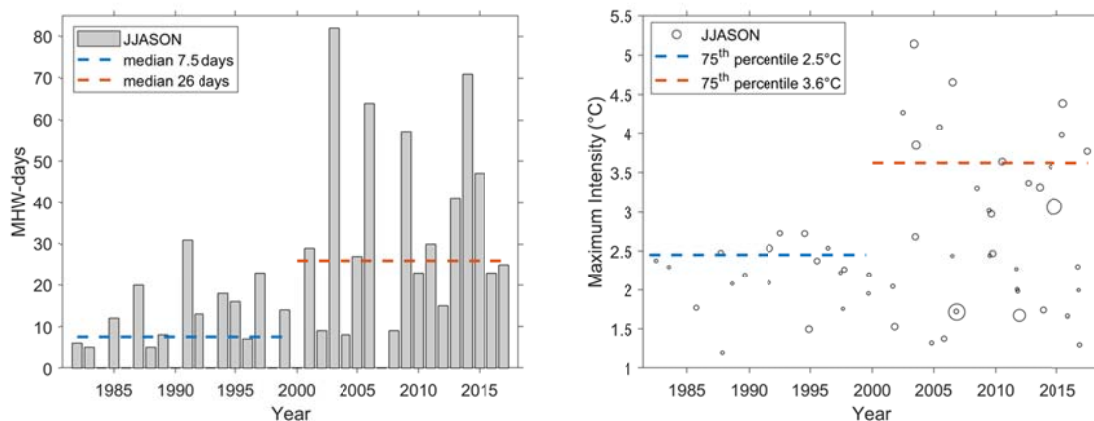 80
70
60
50
40
30
20
10
0
MHW-days
JJASON
median 7.5 days
median 26 days
1985 1990 1995 2000 2005 2010 2015
Year
5.5
5
4.5
4
3.5
3
2.5
2
1.5
1
Maximum Intensity (°C)
JJASON
75th percentile 2.5°C
75th percentile 3.6°C
1985 1990 1995 2000 2005 2010 2015
Year